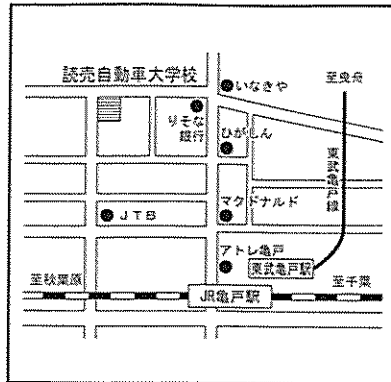 読売自動車大学校
いなきや
至曳舟
りそな
銀行
ひがしん
東武亀戸線
マクドナルド
JTB
アトレ亀戸
東武亀戸駅
至秋葉原
至千葉
JR亀戸駅